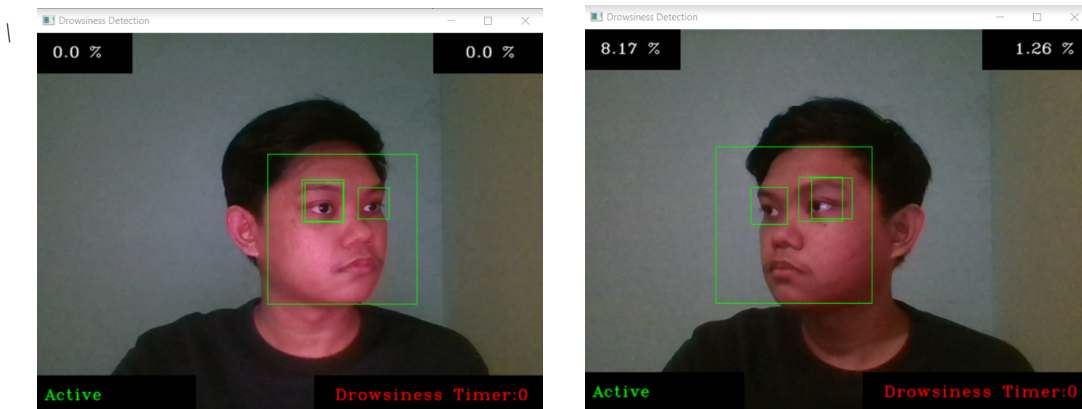 \
Drowsiness Detection
0.0 % 0.0 %
Active Drowsiness Timer:0
Drowsiness Detection
8.17 % 1.26 %
Active Drowsiness Timer:0